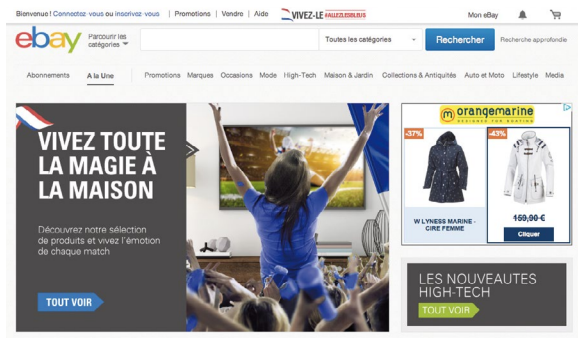 Bienvenue ! Connectez-vous ou inscrivez-vous | Promotions | Vendre | Aide VIVEZ-LE #ALLEZLESBLEUS Mon eBay
ebay Parcourir les catégories Toutes les catégories Rechercher Recherche approfondie
Abonnements A la Une Promotions Marques Occasions Mode High-Tech Maison & Jardin Collections & Antiquités Auto et Moto Lifestyle Media
VIVEZ TOUTE
LA MAGIE À
LA MAISON
Découvrez notre sélection
de produits et vivez l'émotion
de chaque match
TOUT VOIR
orangemarine
DESIGNED FOR BOATING
-37% -43%
W LYNESS MARINE -
CIRE FEMME
159,90 €
Cliquer
LES NOUVEAUTES
HIGH-TECH
TOUT VOIR